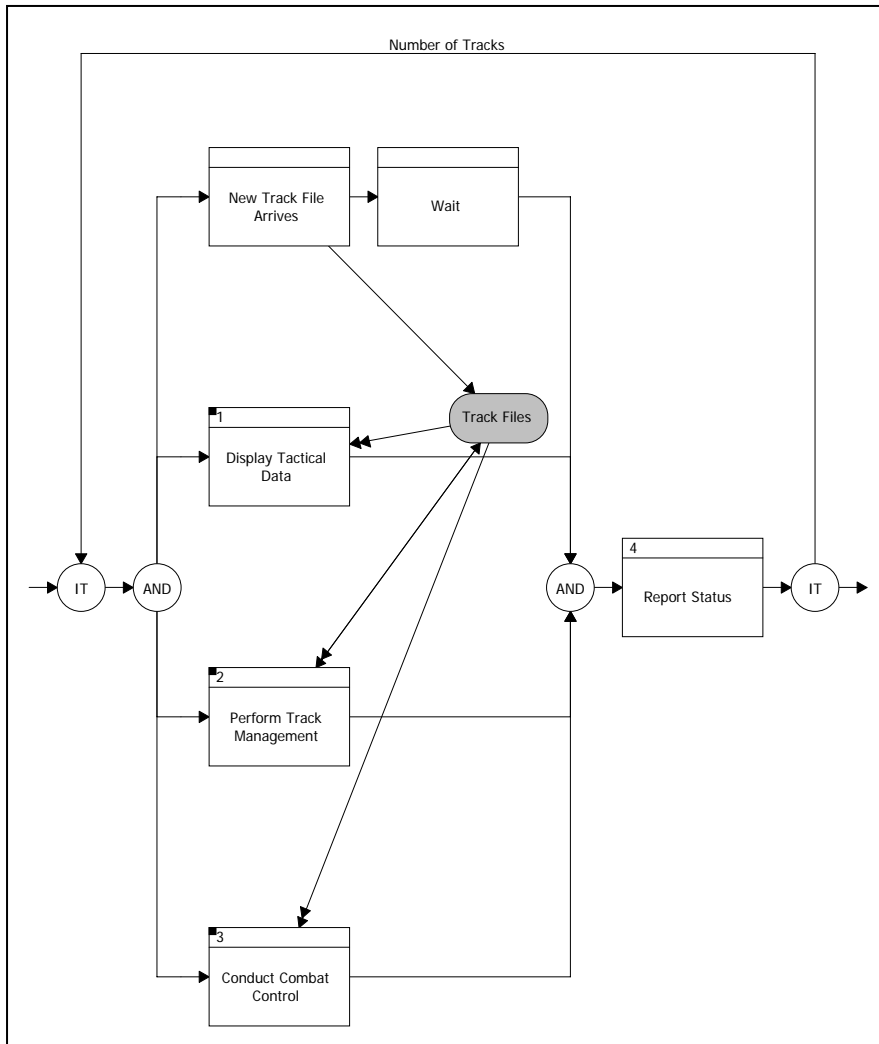 Number of Tracks
New Track File
Arrives
Wait
Track Files
1
Display Tactical
Data
IT
AND
AND
4
Report Status
IT
2
Perform Track
Management
3
Conduct Combat
Control